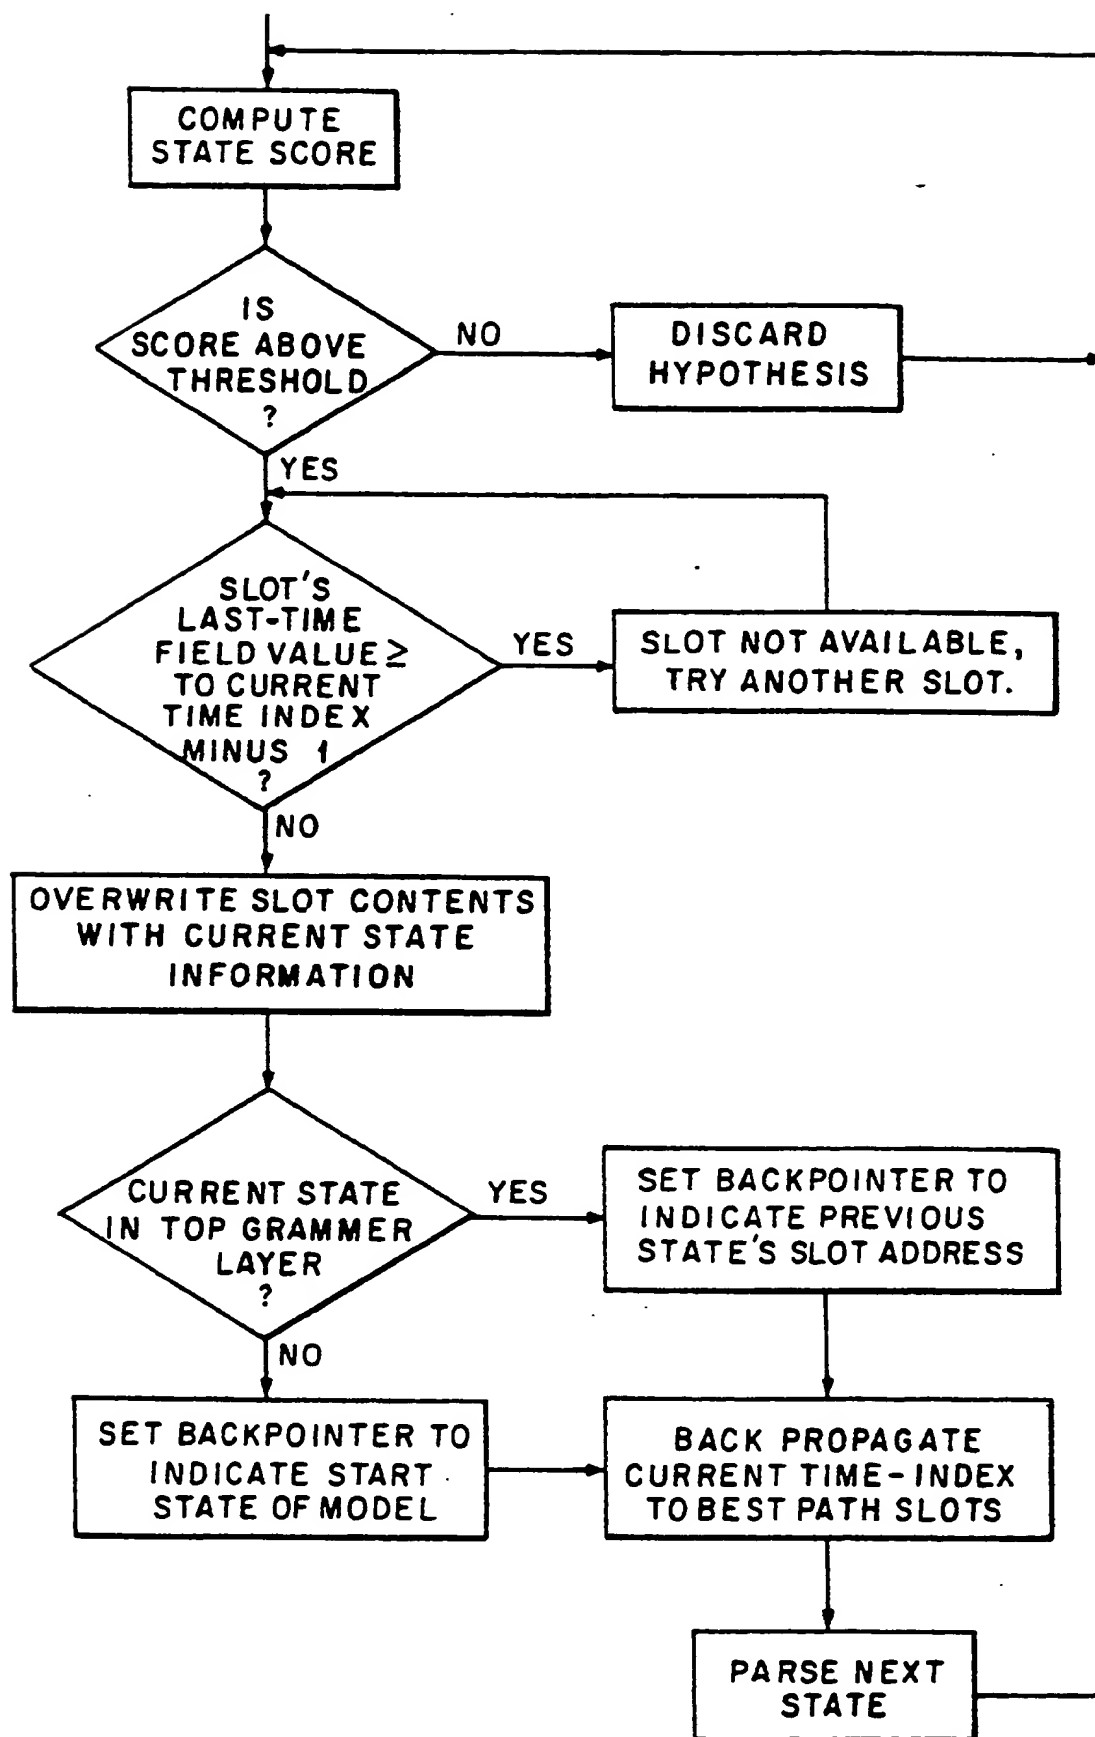 COMPUTE
STATE SCORE
IS
SCORE ABOVE
THRESHOLD
?
NO
DISCARD
HYPOTHESIS
YES
SLOT'S
LAST-TIME
FIELD VALUE ≥
TO CURRENT
TIME INDEX
MINUS 1
?
YES
SLOT NOT AVAILABLE,
TRY ANOTHER SLOT.
NO
OVERWRITE SLOT CONTENTS
WITH CURRENT STATE
INFORMATION
CURRENT STATE
IN TOP GRAMMER
LAYER
?
YES
SET BACKPOINTER TO
INDICATE PREVIOUS
STATE'S SLOT ADDRESS
NO
SET BACKPOINTER TO
INDICATE START
STATE OF MODEL
BACK PROPAGATE
CURRENT TIME-INDEX
TO BEST PATH SLOTS
PARSE NEXT
STATE